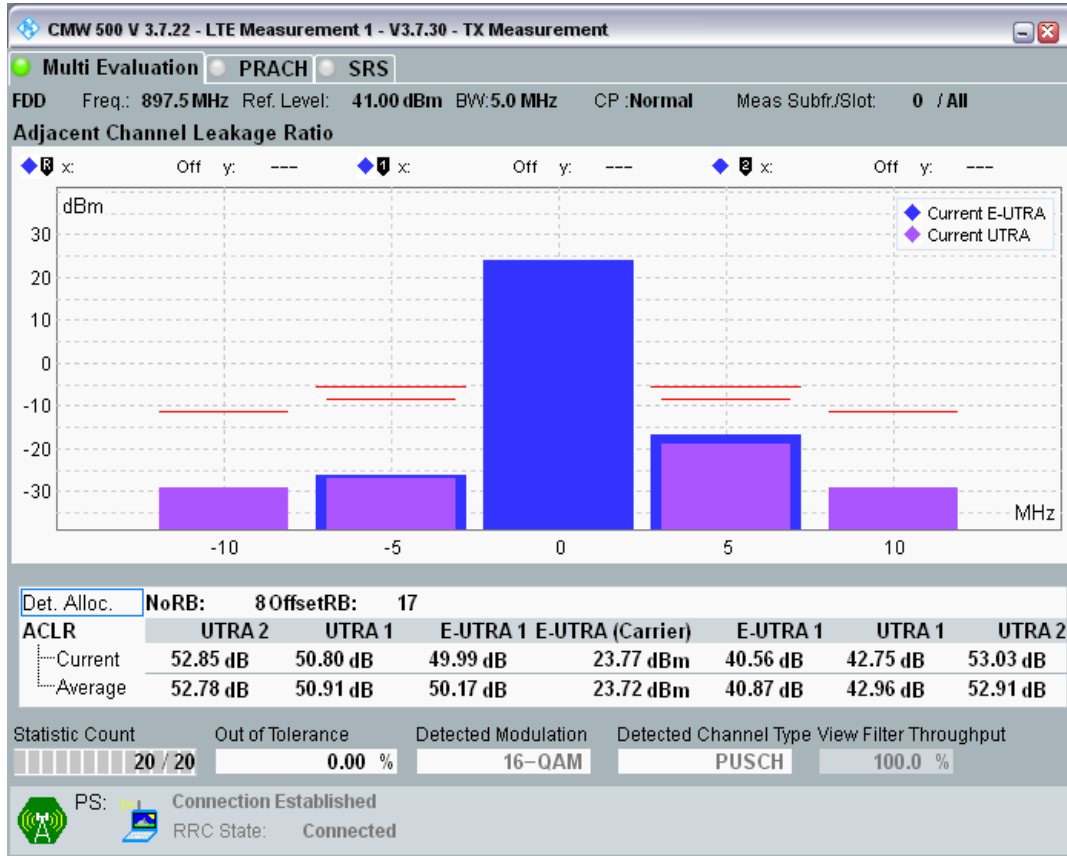 CMW 500 V 3.7.22 - LTE Measurement 1 - V3.7.30 - TX Measurement
Multi Evaluation PRACH SRS
FDD Freq.: 897.5 MHz Ref. Level: 41.00 dBm BW: 5.0 MHz CP :Normal Meas Subfr./Slot: 0 / All
Adjacent Channel Leakage Ratio
R x: Off y: --- 1 x: Off y: --- 2 x: Off y: ---
dBm
Current E-UTRA
Current UTRA
30
20
10
0
-10
-20
-30
MHz
-10 -5 0 5 10
Det. Alloc. NoRB: 8 OffsetRB: 17
ACLR UTRA 2 UTRA 1 E-UTRA 1 E-UTRA (Carrier) E-UTRA 1 UTRA 1 UTRA 2
Current 52.85 dB 50.80 dB 49.99 dB 23.77 dBm 40.56 dB 42.75 dB 53.03 dB
Average 52.78 dB 50.91 dB 50.17 dB 23.72 dBm 40.87 dB 42.96 dB 52.91 dB
Statistic Count Out of Tolerance Detected Modulation Detected Channel Type View Filter Throughput
20 / 20 0.00 % 16-QAM PUSCH 100.0 %
PS: Connection Established
RRC State: Connected